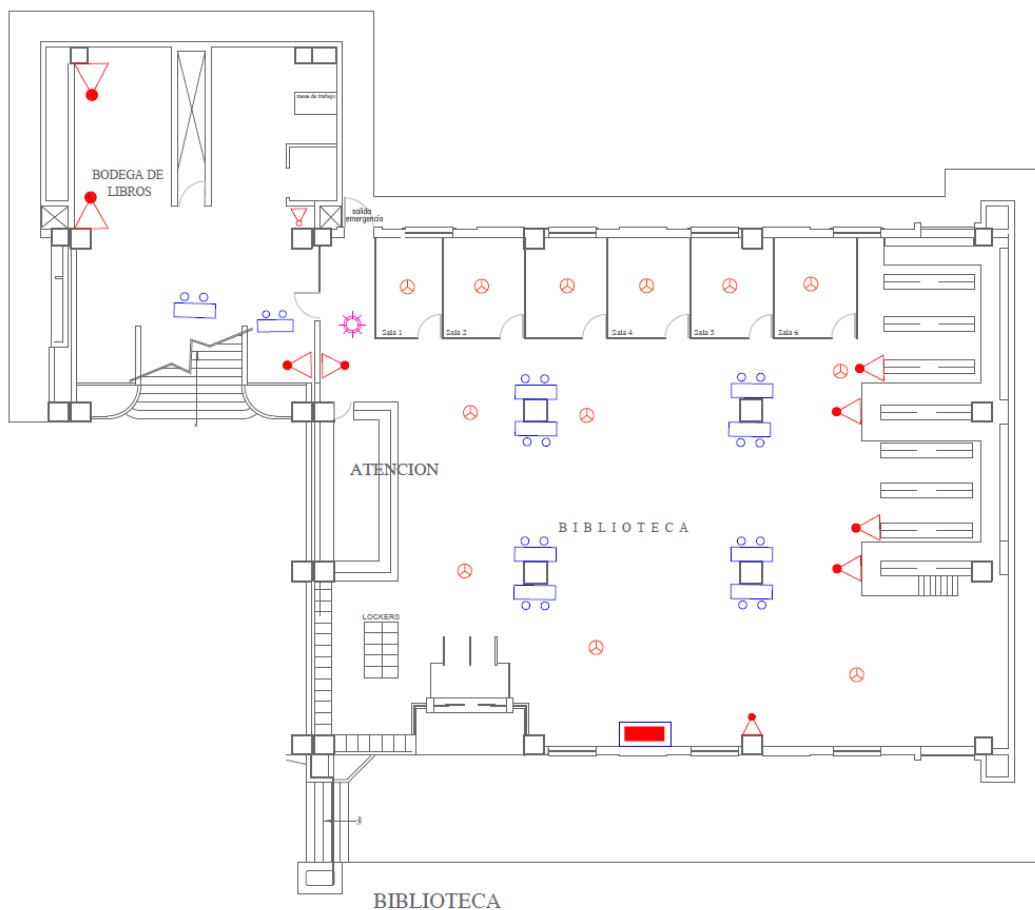 mesa de trabajo
BODEGA DE
LIBROS
salida
emergencia
Sala 1
Sala 2
Sala 4
Sala 5
Sala 6
ATENCION
BIBLIOTECA
LOCKERS
BIBLIOTECA